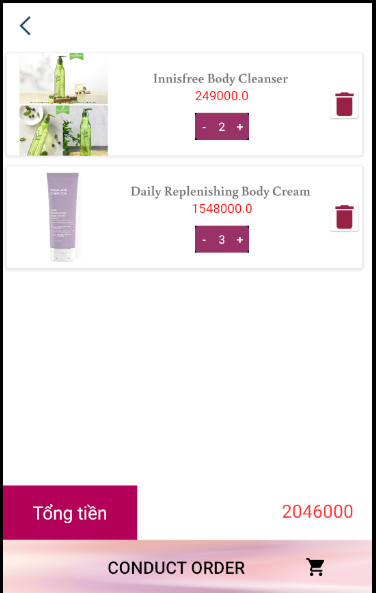 Innisfree Body Cleanser
249000.0
- 2 +
Daily Replenishing Body Cream
1548000.0
- 3 +
Tổng tiền
2046000
CONDUCT ORDER